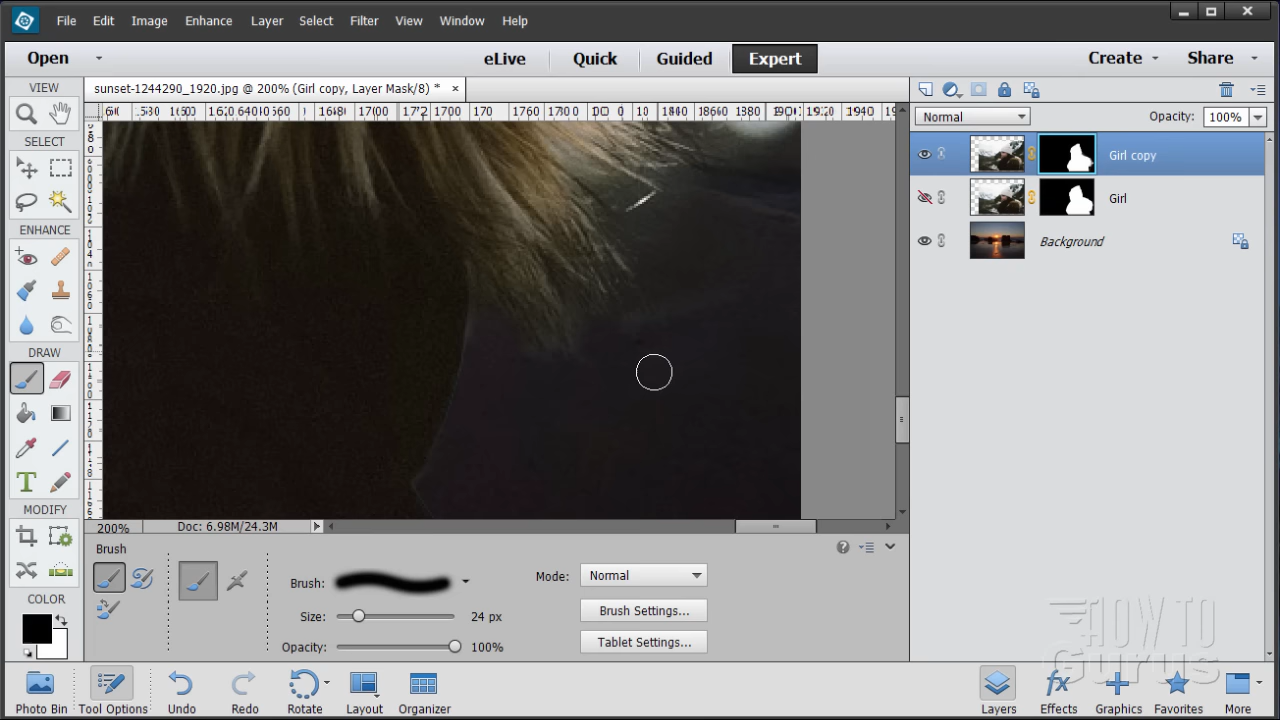 File Edit Image Enhance Layer Select Filter View Window Help
Open eLive Quick Guided Expert Create Share
VIEW sunset-1244290_1920.jpg @ 200% (Girl copy, Layer Mask/8) * ×
Normal Opacity: 100%
SELECT
Girl copy
Girl
ENHANCE
Background
DRAW
T
MODIFY
200% Doc: 6.98M/24.3M
Brush
COLOR
Brush: Mode: Normal
Size: 24 px Brush Settings...
Opacity: 100% Tablet Settings...
HOW TO
Gurus
fx
Photo Bin Tool Options Undo Redo Rotate Layout Organizer Layers Effects Graphics Favorites More